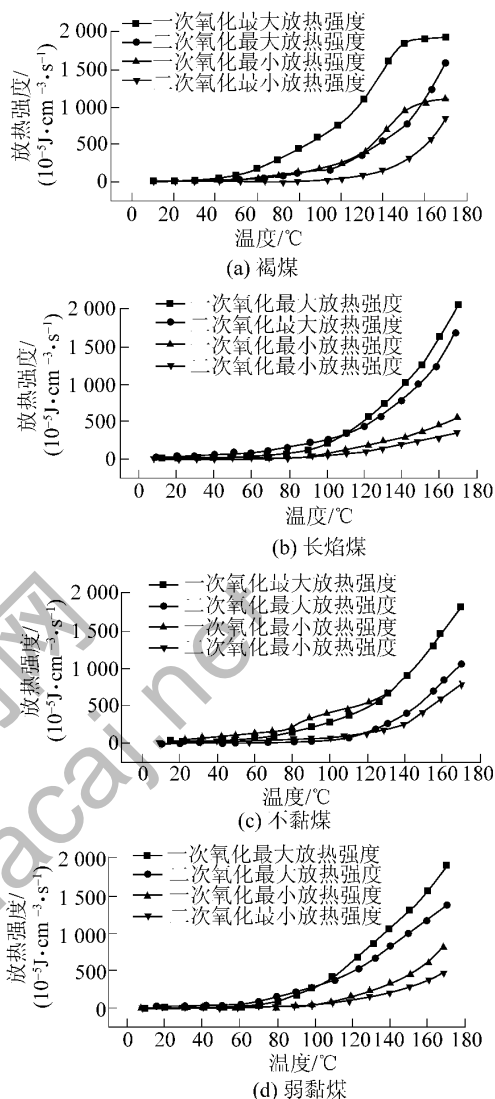 2 000
一次氧化最大放热强度
二次氧化最大放热强度
一次氧化最小放热强度
二次氧化最小放热强度
1 500
1 000
500
0
放热强度/
(10⁻⁵J·cm⁻³·s⁻¹)
0 20 40 60 80 100 120 140 160 180
温度/℃
(a) 褐煤
2 000
一次氧化最大放热强度
二次氧化最大放热强度
一次氧化最小放热强度
二次氧化最小放热强度
1 500
1 000
500
0
放热强度/
(10⁻⁵J·cm⁻³·s⁻¹)
0 20 40 60 80 100 120 140 160 180
温度/℃
(b) 长焰煤
2 000
一次氧化最大放热强度
二次氧化最大放热强度
一次氧化最小放热强度
二次氧化最小放热强度
1 500
1 000
500
0
放热强度/
(10⁻⁵J·cm⁻³·s⁻¹)
0 20 40 60 80 100 120 140 160 180
温度/℃
(c) 不黏煤
2 000
一次氧化最大放热强度
二次氧化最大放热强度
一次氧化最小放热强度
二次氧化最小放热强度
1 500
1 000
500
0
放热强度/
(10⁻⁵J·cm⁻³·s⁻¹)
0 20 40 60 80 100 120 140 160 180
温度/℃
(d) 弱黏煤
网
acaj.net